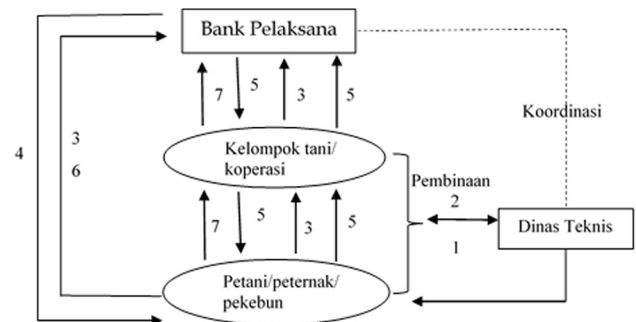 Bank Pelaksana
7
5
3
5
Koordinasi
4
3
6
Kelompok tani/
koperasi
Pembinaan
2
1
7
5
3
5
Dinas Teknis
Petani/peternak/
pekebun